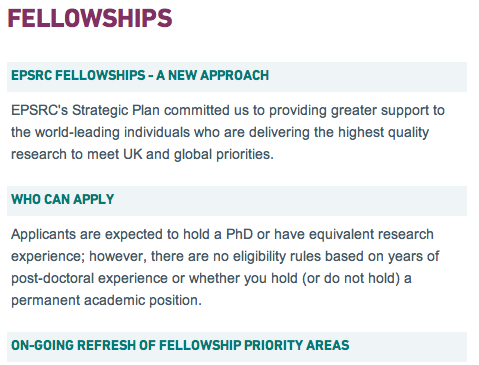 FELLOWSHIPS
EPSRC FELLOWSHIPS - A NEW APPROACH
EPSRC's Strategic Plan committed us to providing greater support to
the world-leading individuals who are delivering the highest quality
research to meet UK and global priorities.
WHO CAN APPLY
Applicants are expected to hold a PhD or have equivalent research
experience; however, there are no eligibility rules based on years of
post-doctoral experience or whether you hold (or do not hold) a
permanent academic position.
ON-GOING REFRESH OF FELLOWSHIP PRIORITY AREAS